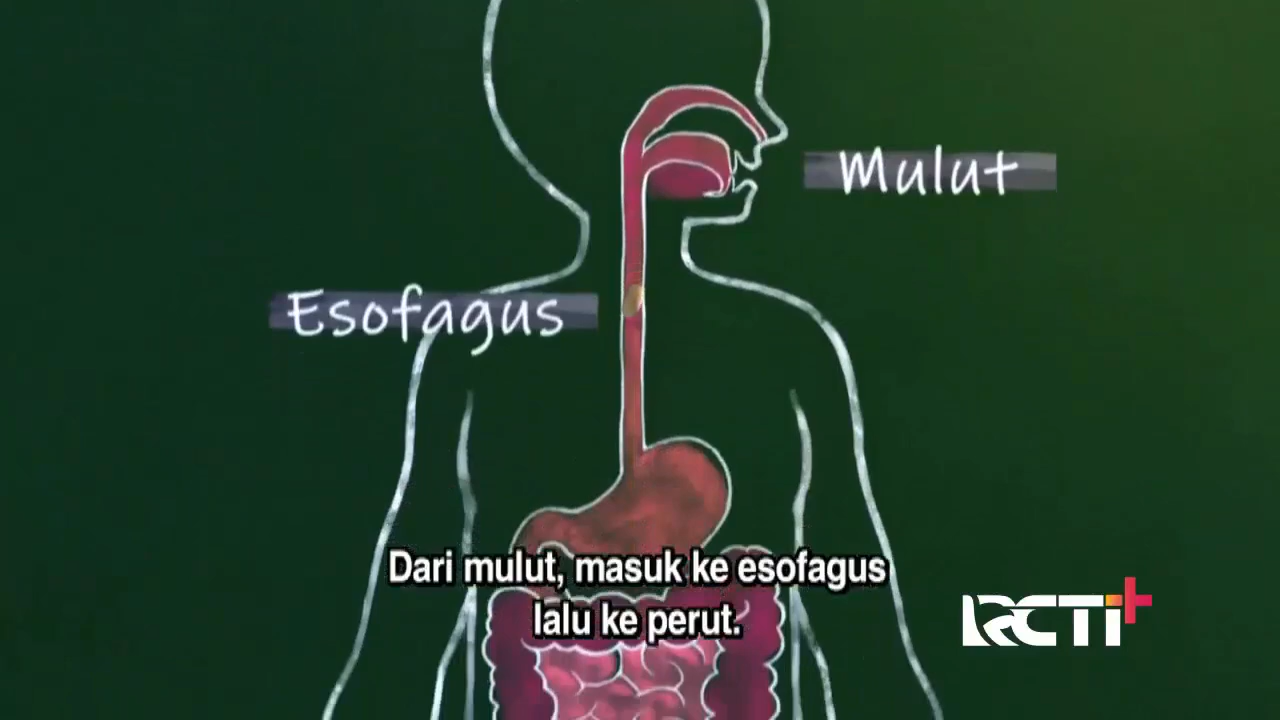 Mulut
Esofagus
Dari mulut, masuk ke esofagus
lalu ke perut.
RCTI+